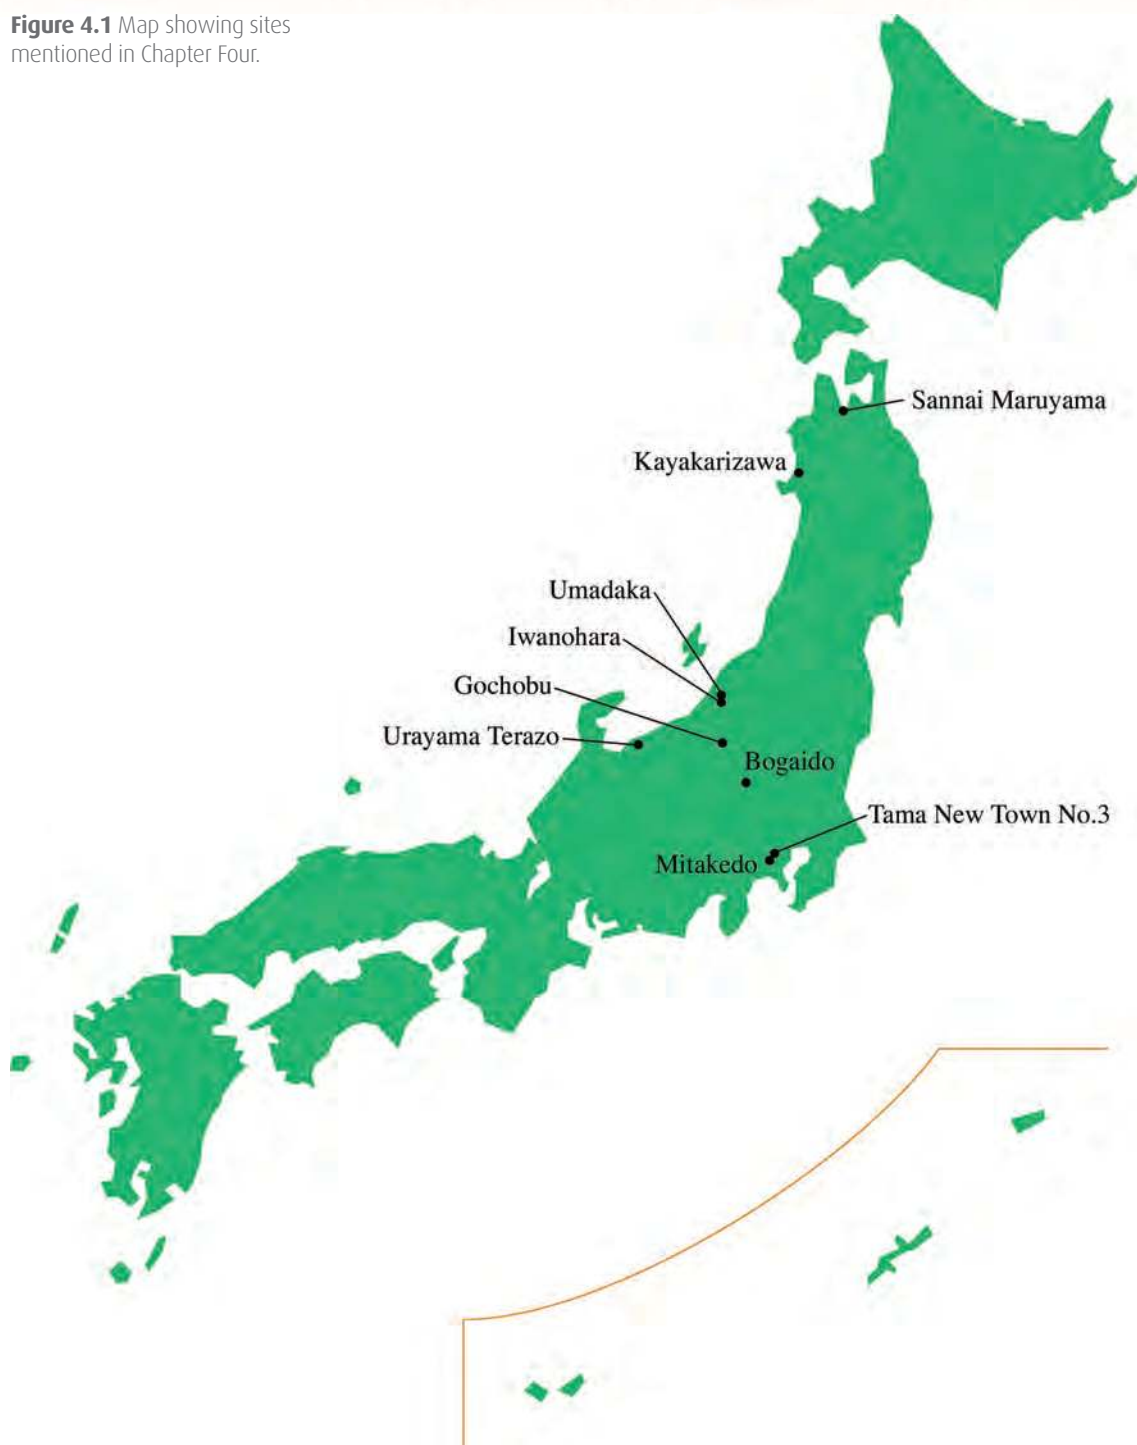 Figure 4.1 Map showing sites
mentioned in Chapter Four.
Sannai Maruyama
Kayakarizawa
Umadaka
Iwanohara
Gochobu
Urayama Terazo
Bogaido
Tama New Town No.3
Mitakedo